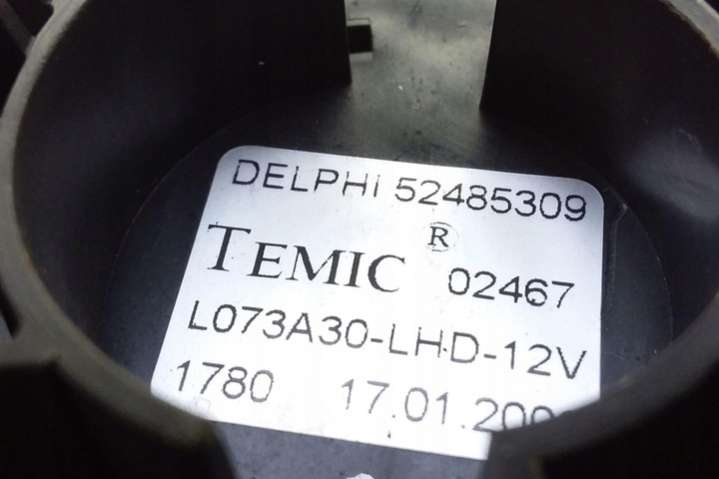 DELPHI 52485309
TEMIC ® 02467
L073A30-LHD-12V
1780